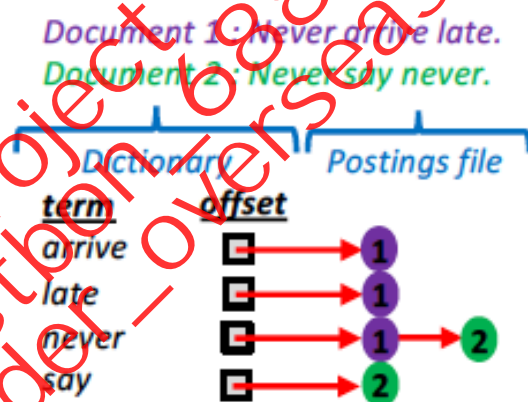 Document 1 : Never arrive late.
Document 2 : Never say never.
Dictionary Postings file
term offset
arrive 1
late 1
never 1 2
say 2